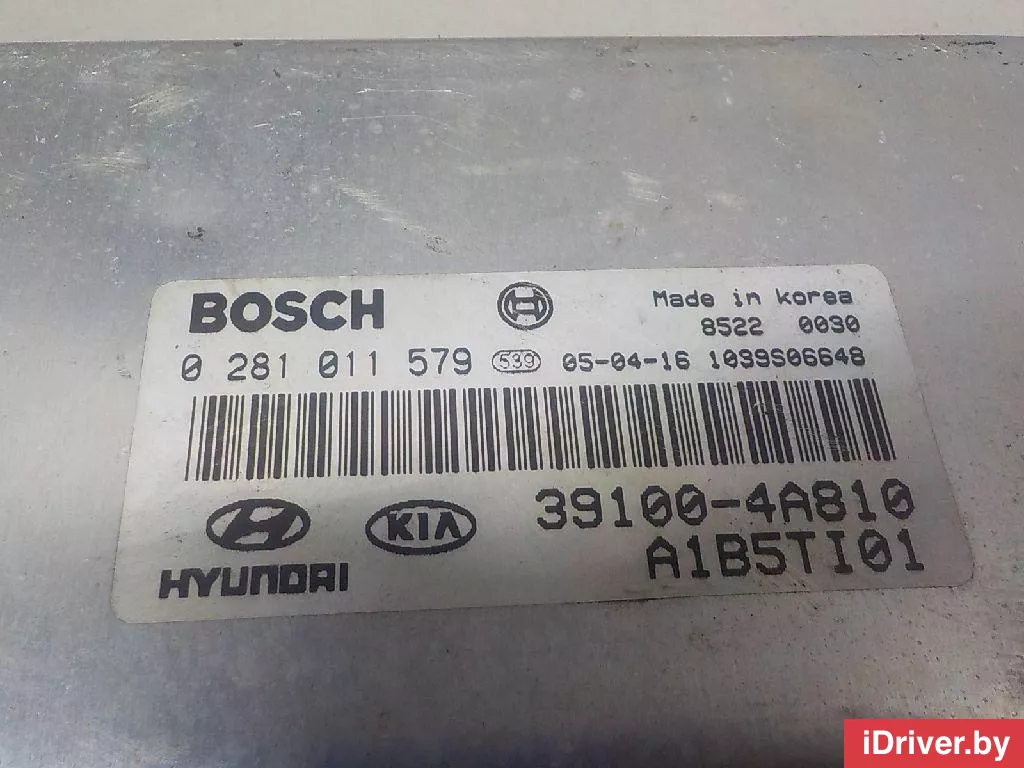 BOSCH
Made in Korea
8522 0030
0 281 011 579 539 05-04-16 1039S06648
39100-4A810
KIA
A1B5TI01
HYUNDAI
iDriver.by